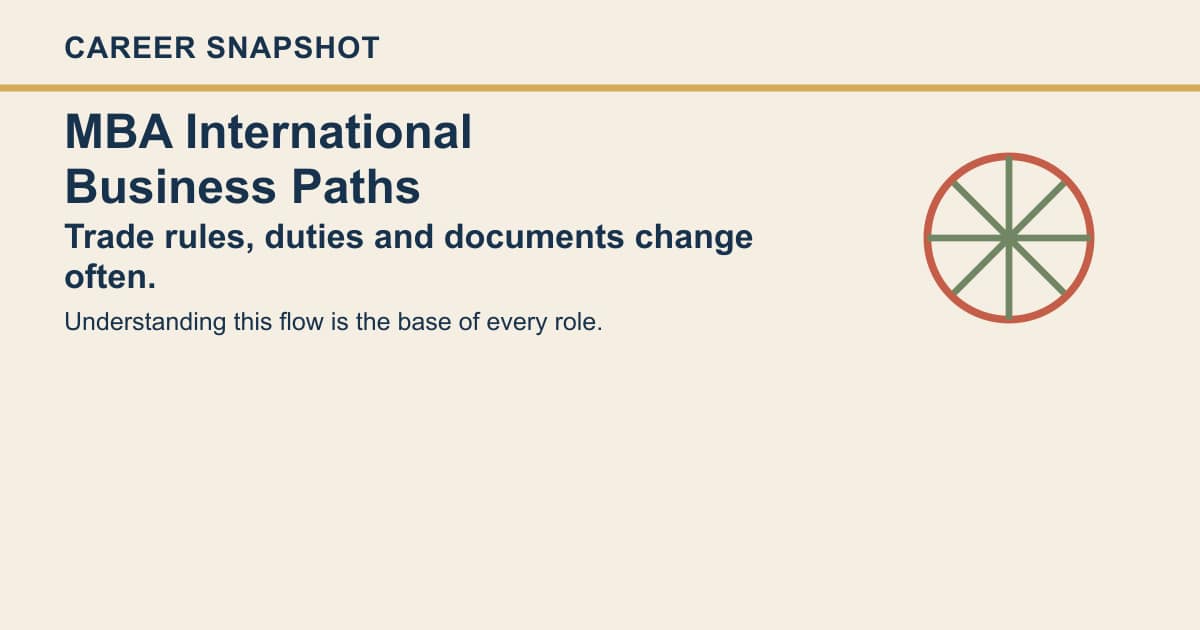 CAREER SNAPSHOT
MBA International
Business Paths
Trade rules, duties and documents change
often.
Understanding this flow is the base of every role.